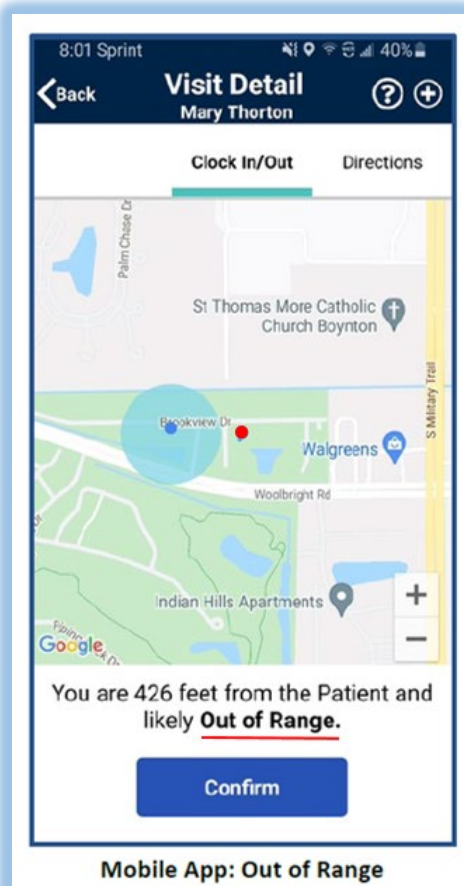 8:01 Sprint 40%
Back
Visit Detail
Mary Thorton
Clock In/Out
Directions
Palm Chase Dr
St Thomas More Catholic
Church Boynton
S Military Trail
Brookview Dr
Walgreens
Woolbright Rd
Indian Hills Apartments
Google
+
−
You are 426 feet from the Patient and
likely Out of Range.
Confirm
Mobile App: Out of Range